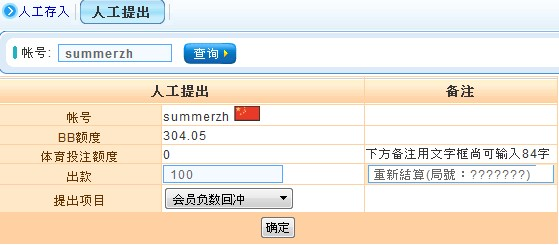 人工存入 人工提出
帐号: summerzh 查询
人工提出 备注
帐号 summerzh
BB额度 304.05
体育投注额度 0 下方备注用文字框尚可输入84字
出款 100 重新結算(局號：???????)
提出项目 会员负数回冲
确定